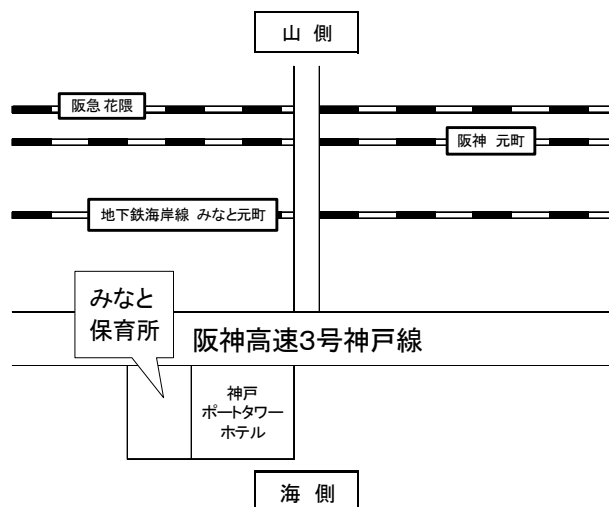 山 側
阪急 花隈
阪神 元町
地下鉄海岸線 みなと元町
みなと
保育所
阪神高速3号神戸線
神戸
ポートタワー
ホテル
海 側